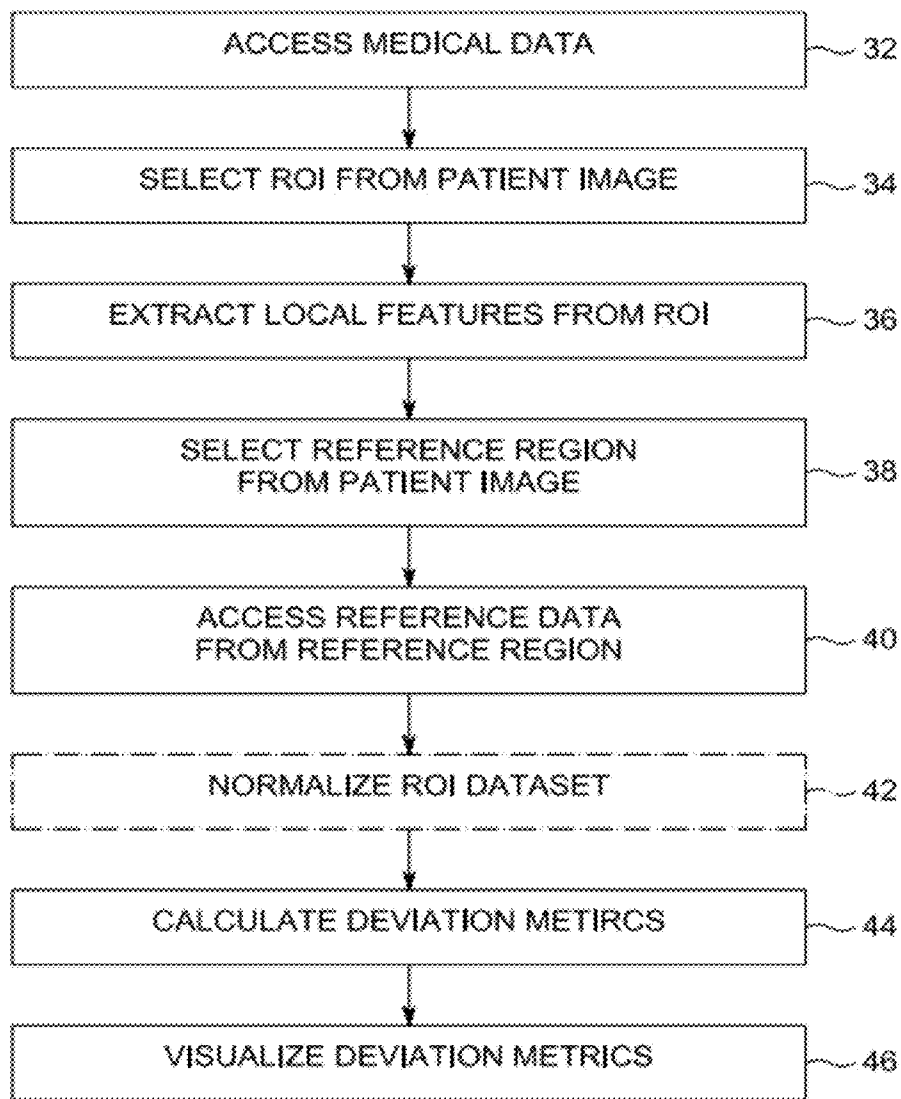 ACCESS MEDICAL DATA
32
SELECT ROI FROM PATIENT IMAGE
34
EXTRACT LOCAL FEATURES FROM ROI
36
SELECT REFERENCE REGION
FROM PATIENT IMAGE
38
ACCESS REFERENCE DATA
FROM REFERENCE REGION
40
NORMALIZE ROI DATASET
42
CALCULATE DEVIATION METIRCS
44
VISUALIZE DEVIATION METRICS
46